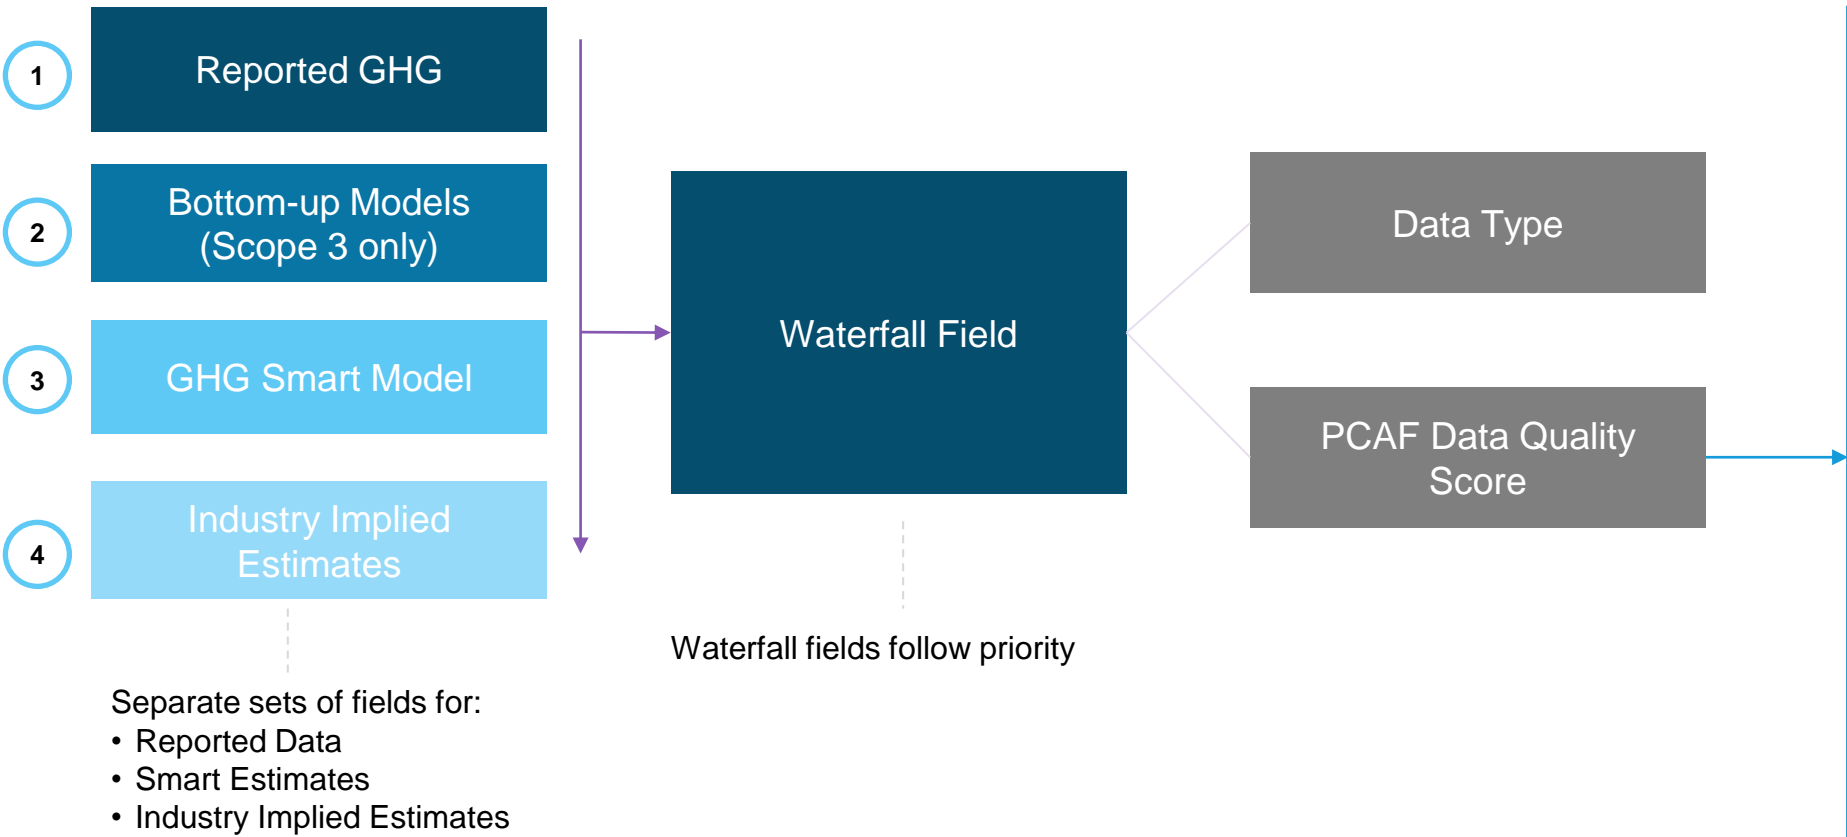 1
Reported GHG
2
Bottom-up Models
(Scope 3 only)
3
GHG Smart Model
4
Industry Implied
Estimates
Separate sets of fields for:
• Reported Data
• Smart Estimates
• Industry Implied Estimates
Waterfall Field
Waterfall fields follow priority
Data Type
PCAF Data Quality
Score